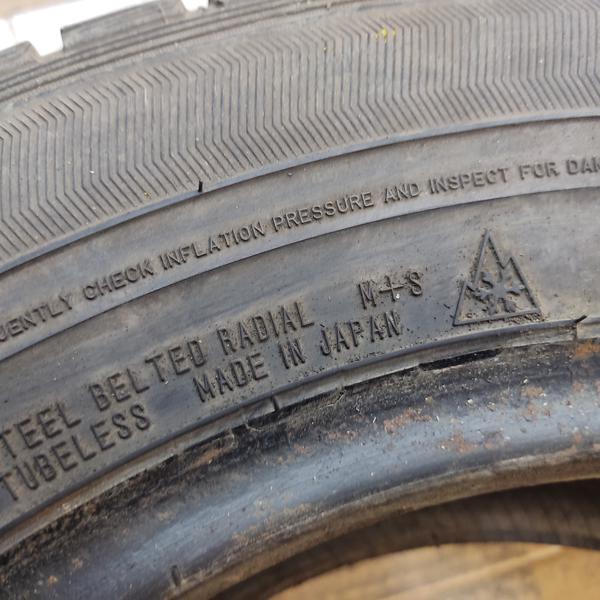 CHECK INFLATION PRESSURE AND INSPECT FOR
STEEL BELTED RADIAL M+S
TUBELESS MADE IN JAPAN